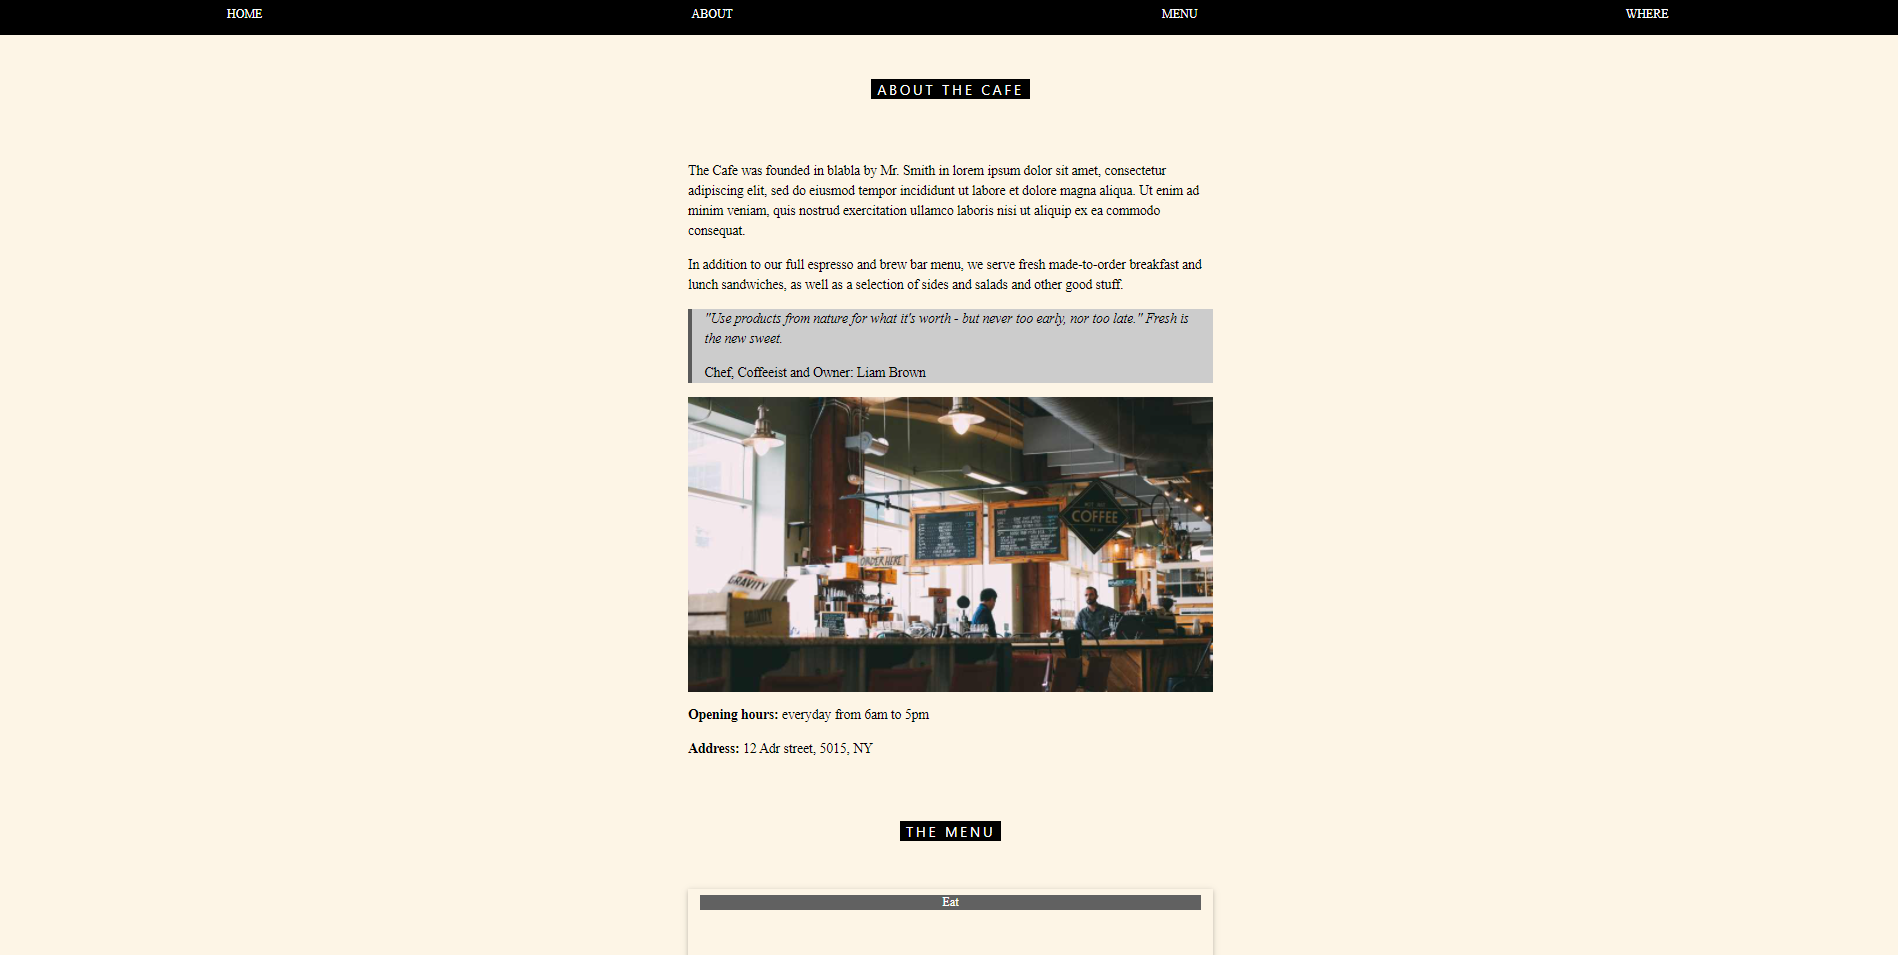 HOME ABOUT MENU WHERE
ABOUT THE CAFE
The Cafe was founded in blabla by Mr. Smith in lorem ipsum dolor sit amet, consectetur
adipiscing elit, sed do eiusmod tempor incididunt ut labore et dolore magna aliqua. Ut enim ad
minim veniam, quis nostrud exercitation ullamco laboris nisi ut aliquip ex ea commodo
consequat.
In addition to our full espresso and brew bar menu, we serve fresh made-to-order breakfast and
lunch sandwiches, as well as a selection of sides and salads and other good stuff.
"Use products from nature for what it's worth - but never too early, nor too late." Fresh is
the new sweet.
Chef, Coffeeist and Owner: Liam Brown
COFFEE
ORDER HERE
GRAVITY
GRAVITY
Opening hours: everyday from 6am to 5pm
Address: 12 Adr street, 5015, NY
THE MENU
Eat